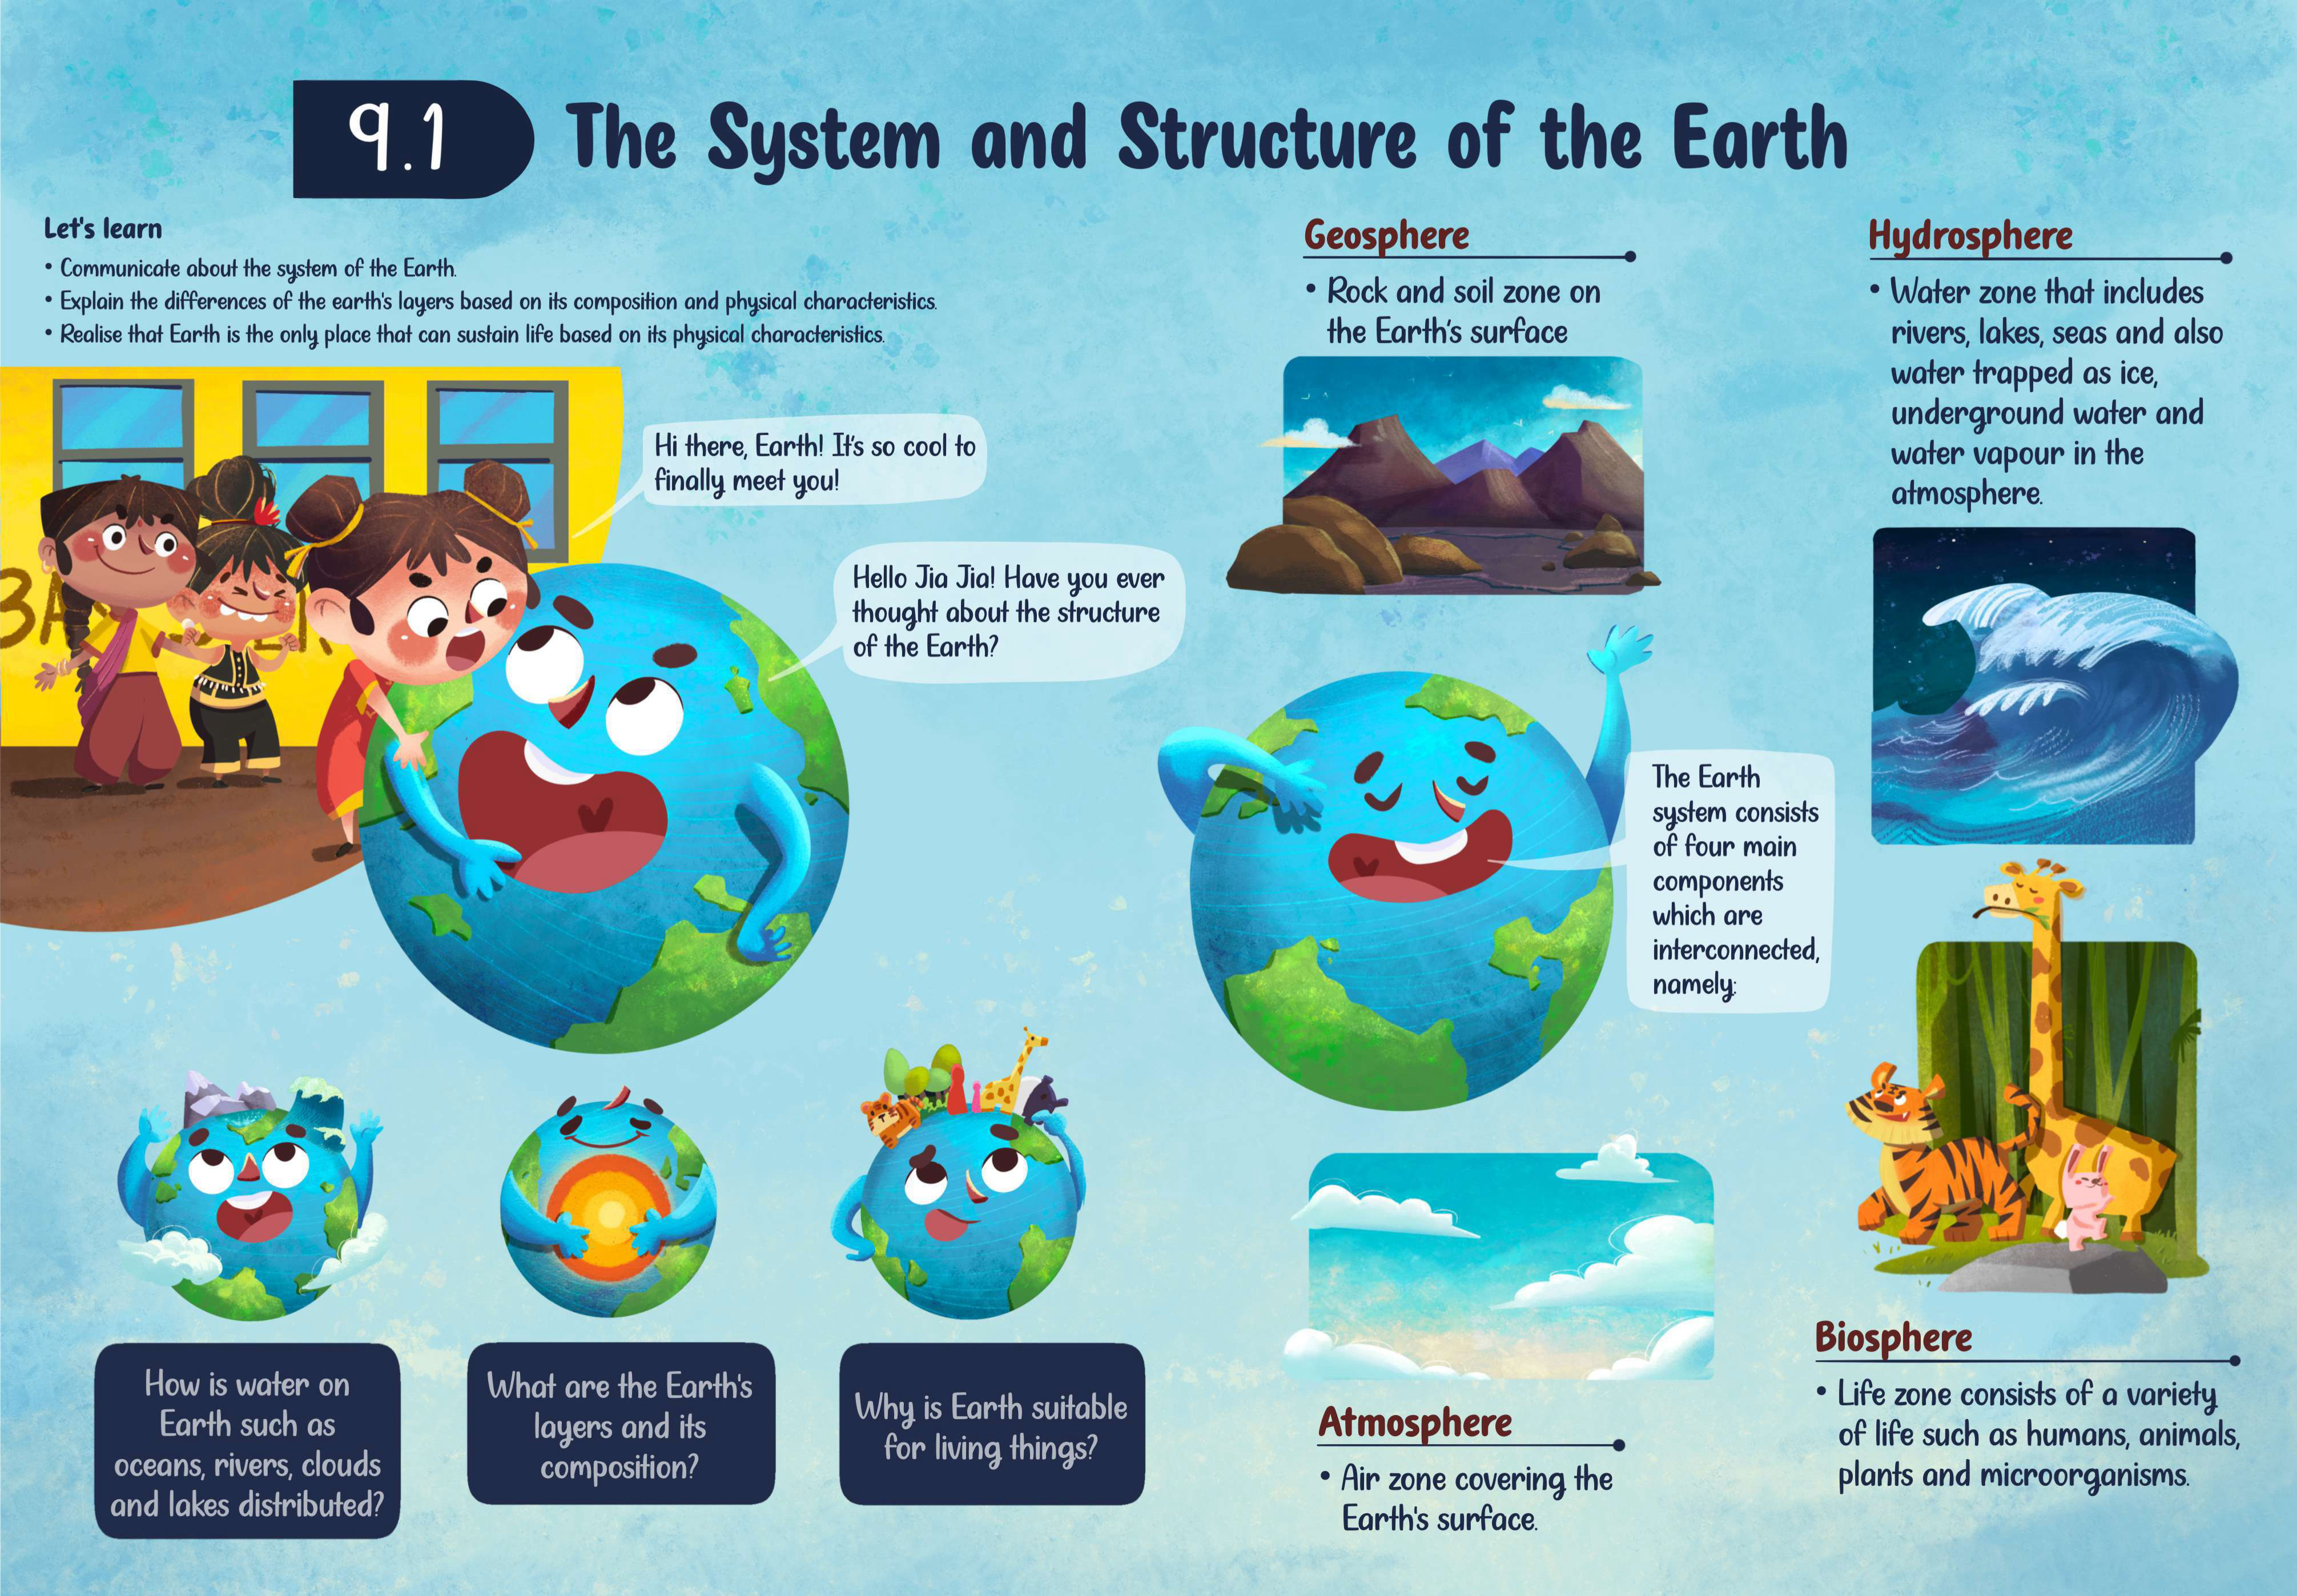 9.1 The System and Structure of the Earth
Let's learn
• Communicate about the system of the Earth.
• Explain the differences of the earth's layers based on its composition and physical characteristics.
• Realise that Earth is the only place that can sustain life based on its physical characteristics.
Hi there, Earth! It's so cool to
finally meet you!
Hello Jia Jia! Have you ever
thought about the structure
of the Earth?
How is water on
Earth such as
oceans, rivers, clouds
and lakes distributed?
What are the Earth's
layers and its
composition?
Why is Earth suitable
for living things?
Geosphere
• Rock and soil zone on
the Earth's surface
Hydrosphere
• Water zone that includes
rivers, lakes, seas and also
water trapped as ice,
underground water and
water vapour in the
atmosphere.
The Earth
system consists
of four main
components
which are
interconnected,
namely:
Atmosphere
• Air zone covering the
Earth's surface.
Biosphere
• Life zone consists of a variety
of life such as humans, animals,
plants and microorganisms.